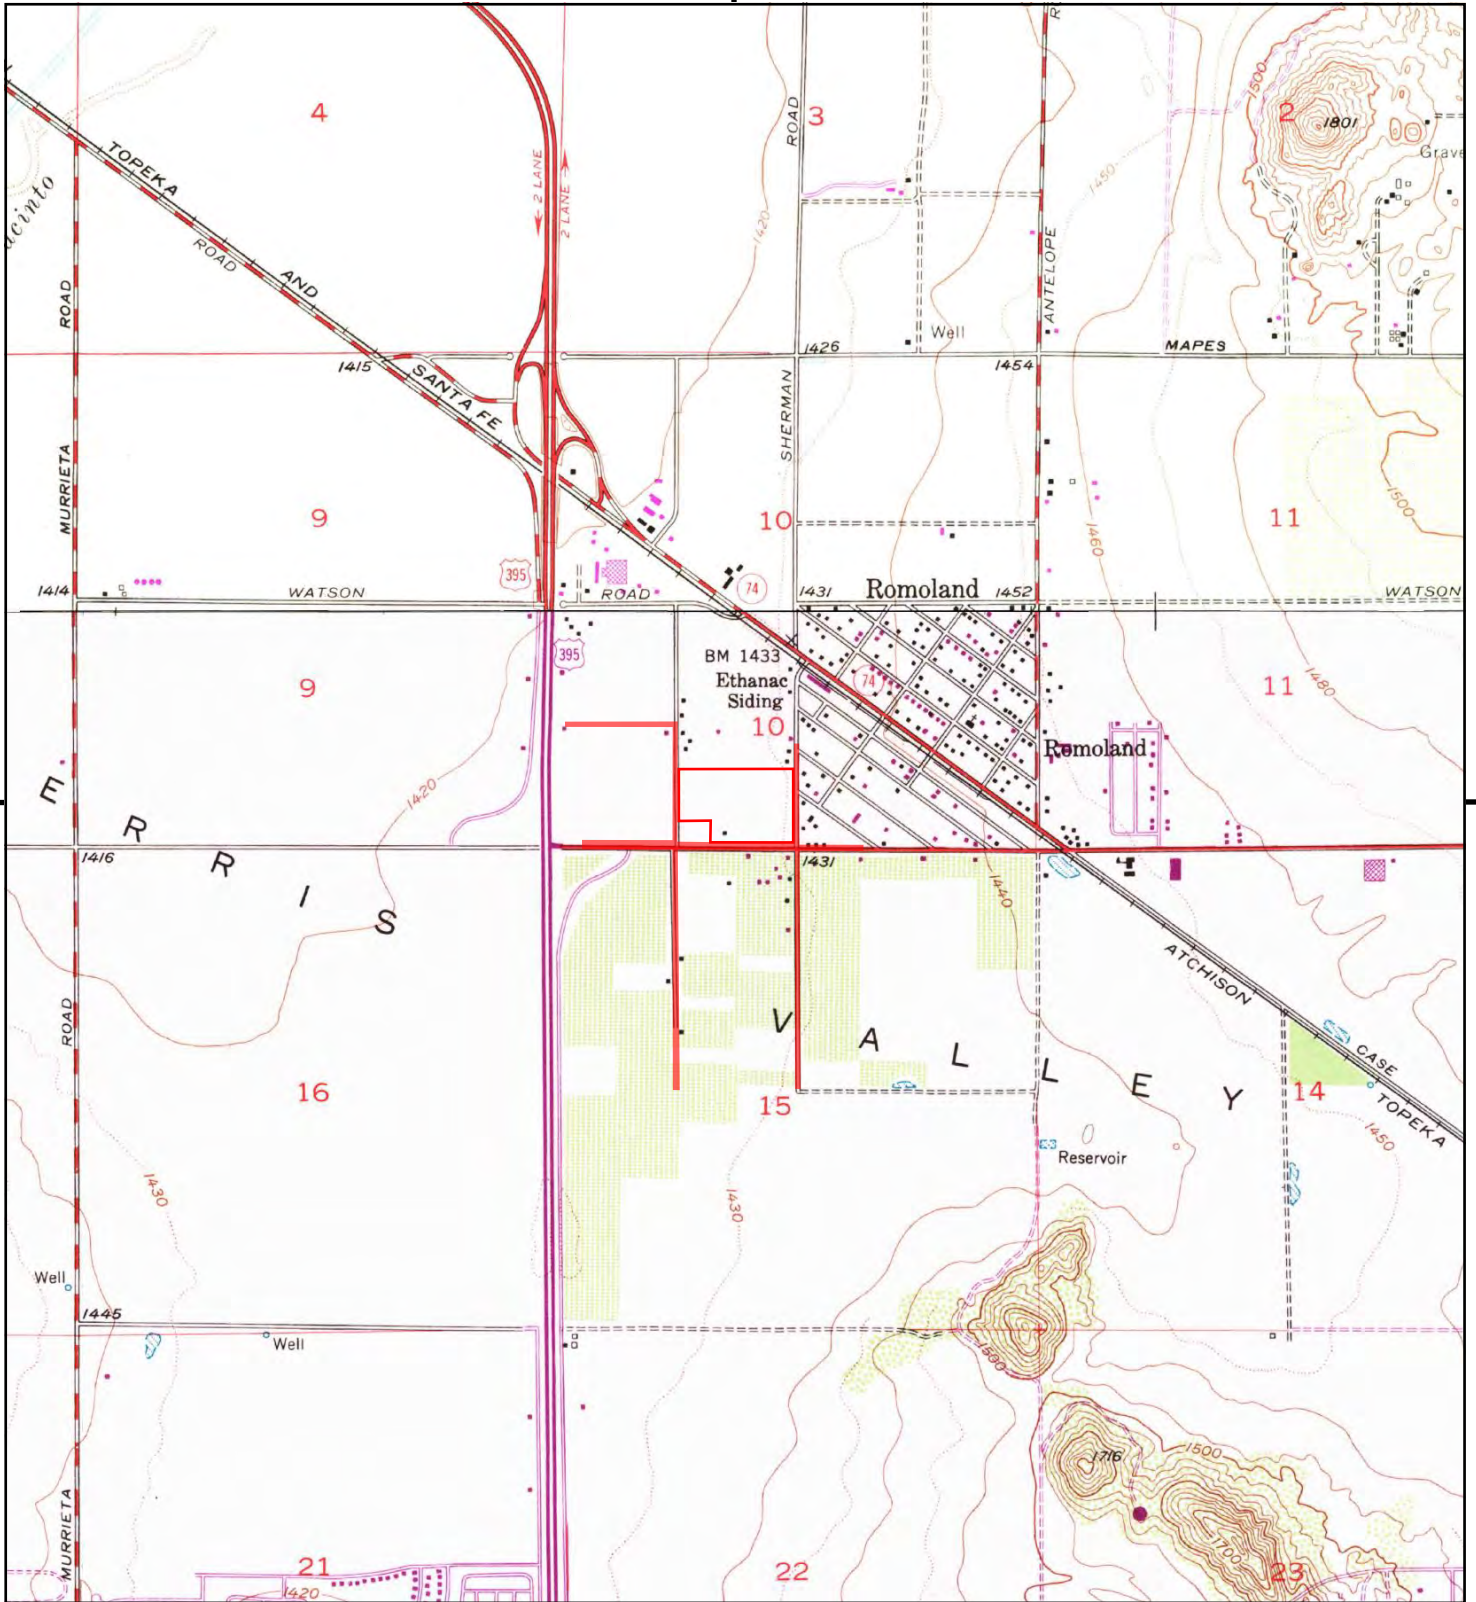 4
3
2
ROAD
1500
1801
Grave
TOPEKA
← 2 LANE
2 LANE →
1450
acinto
ROAD
1420
AND
ANTELOPE
ROAD
Well
1426
MAPES
1415
SANTA FE
1454
SHERMAN
MURRIETA
1500
9
10
11
1460
395
74
1414
WATSON
ROAD
1431
Romoland
1452
WATSON
395
BM 1433
Ethanac
Siding
74
9
10
11
1480
Romoland
E
R
R
I
S
1420
1416
1431
1440
ATCHISON
ROAD
V
A
L
L
E
Y
CASE
TOPEKA
16
15
14
1450
Reservoir
1430
1430
Well
1445
Well
1500
1716
1500
MURRIETA
1700
21
22
23
1420